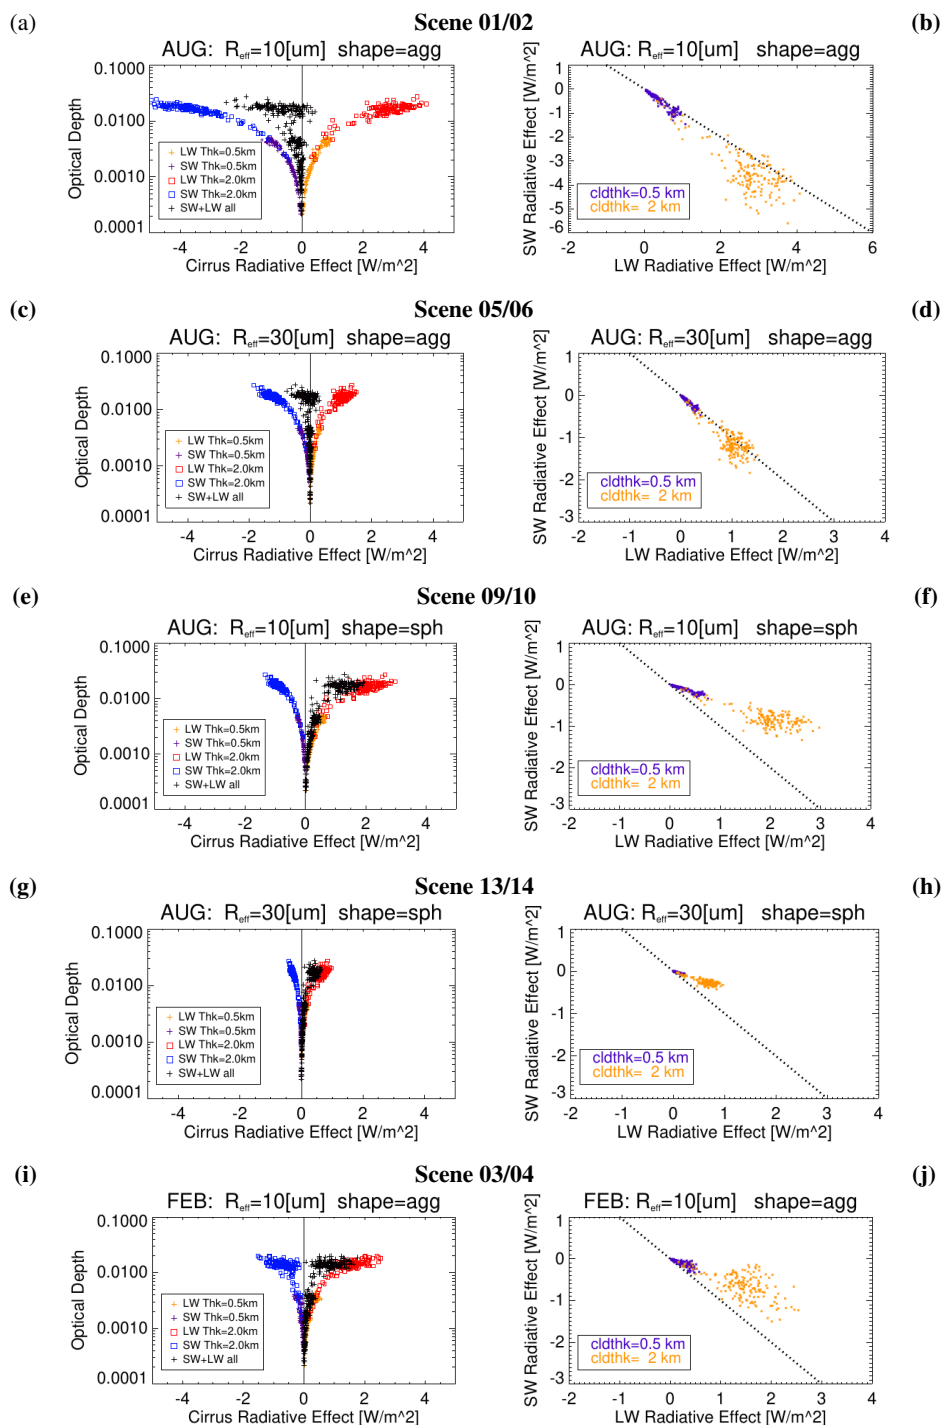 (a) Scene 01/02 (b)
AUG: Reff=10[um] shape=agg
Optical Depth
0.1000
0.0100
0.0010
0.0001
LW Thk=0.5km
SW Thk=0.5km
LW Thk=2.0km
SW Thk=2.0km
SW+LW all
-4 -2 0 2 4
Cirrus Radiative Effect [W/m^2]
AUG: Reff=10[um] shape=agg
SW Radiative Effect [W/m^2]
1
0
-1
-2
-3
-4
-5
-6
cldthk=0.5 km
cldthk= 2 km
-2 0 2 4 6
LW Radiative Effect [W/m^2]
(c) Scene 05/06 (d)
AUG: Reff=30[um] shape=agg
Optical Depth
0.1000
0.0100
0.0010
0.0001
LW Thk=0.5km
SW Thk=0.5km
LW Thk=2.0km
SW Thk=2.0km
SW+LW all
-4 -2 0 2 4
Cirrus Radiative Effect [W/m^2]
AUG: Reff=30[um] shape=agg
SW Radiative Effect [W/m^2]
1
0
-1
-2
-3
cldthk=0.5 km
cldthk= 2 km
-2 -1 0 1 2 3 4
LW Radiative Effect [W/m^2]
(e) Scene 09/10 (f)
AUG: Reff=10[um] shape=sph
Optical Depth
0.1000
0.0100
0.0010
0.0001
LW Thk=0.5km
SW Thk=0.5km
LW Thk=2.0km
SW Thk=2.0km
SW+LW all
-4 -2 0 2 4
Cirrus Radiative Effect [W/m^2]
AUG: Reff=10[um] shape=sph
SW Radiative Effect [W/m^2]
1
0
-1
-2
-3
cldthk=0.5 km
cldthk= 2 km
-2 -1 0 1 2 3 4
LW Radiative Effect [W/m^2]
(g) Scene 13/14 (h)
AUG: Reff=30[um] shape=sph
Optical Depth
0.1000
0.0100
0.0010
0.0001
LW Thk=0.5km
SW Thk=0.5km
LW Thk=2.0km
SW Thk=2.0km
SW+LW all
-4 -2 0 2 4
Cirrus Radiative Effect [W/m^2]
AUG: Reff=30[um] shape=sph
SW Radiative Effect [W/m^2]
1
0
-1
-2
-3
cldthk=0.5 km
cldthk= 2 km
-2 -1 0 1 2 3 4
LW Radiative Effect [W/m^2]
(i) Scene 03/04 (j)
FEB: Reff=10[um] shape=agg
Optical Depth
0.1000
0.0100
0.0010
0.0001
LW Thk=0.5km
SW Thk=0.5km
LW Thk=2.0km
SW Thk=2.0km
SW+LW all
-4 -2 0 2 4
Cirrus Radiative Effect [W/m^2]
FEB: Reff=10[um] shape=agg
SW Radiative Effect [W/m^2]
1
0
-1
-2
-3
cldthk=0.5 km
cldthk= 2 km
-2 -1 0 1 2 3 4
LW Radiative Effect [W/m^2]